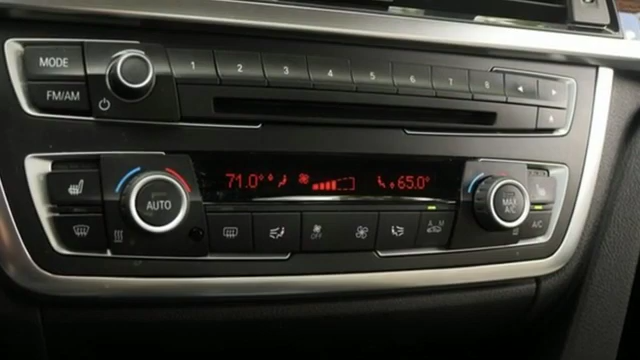 MODE 1 2 3 4 5 6 7 8
FM/AM
71.0° 65.0°
AUTO MAX A/C
OFF A M A/C